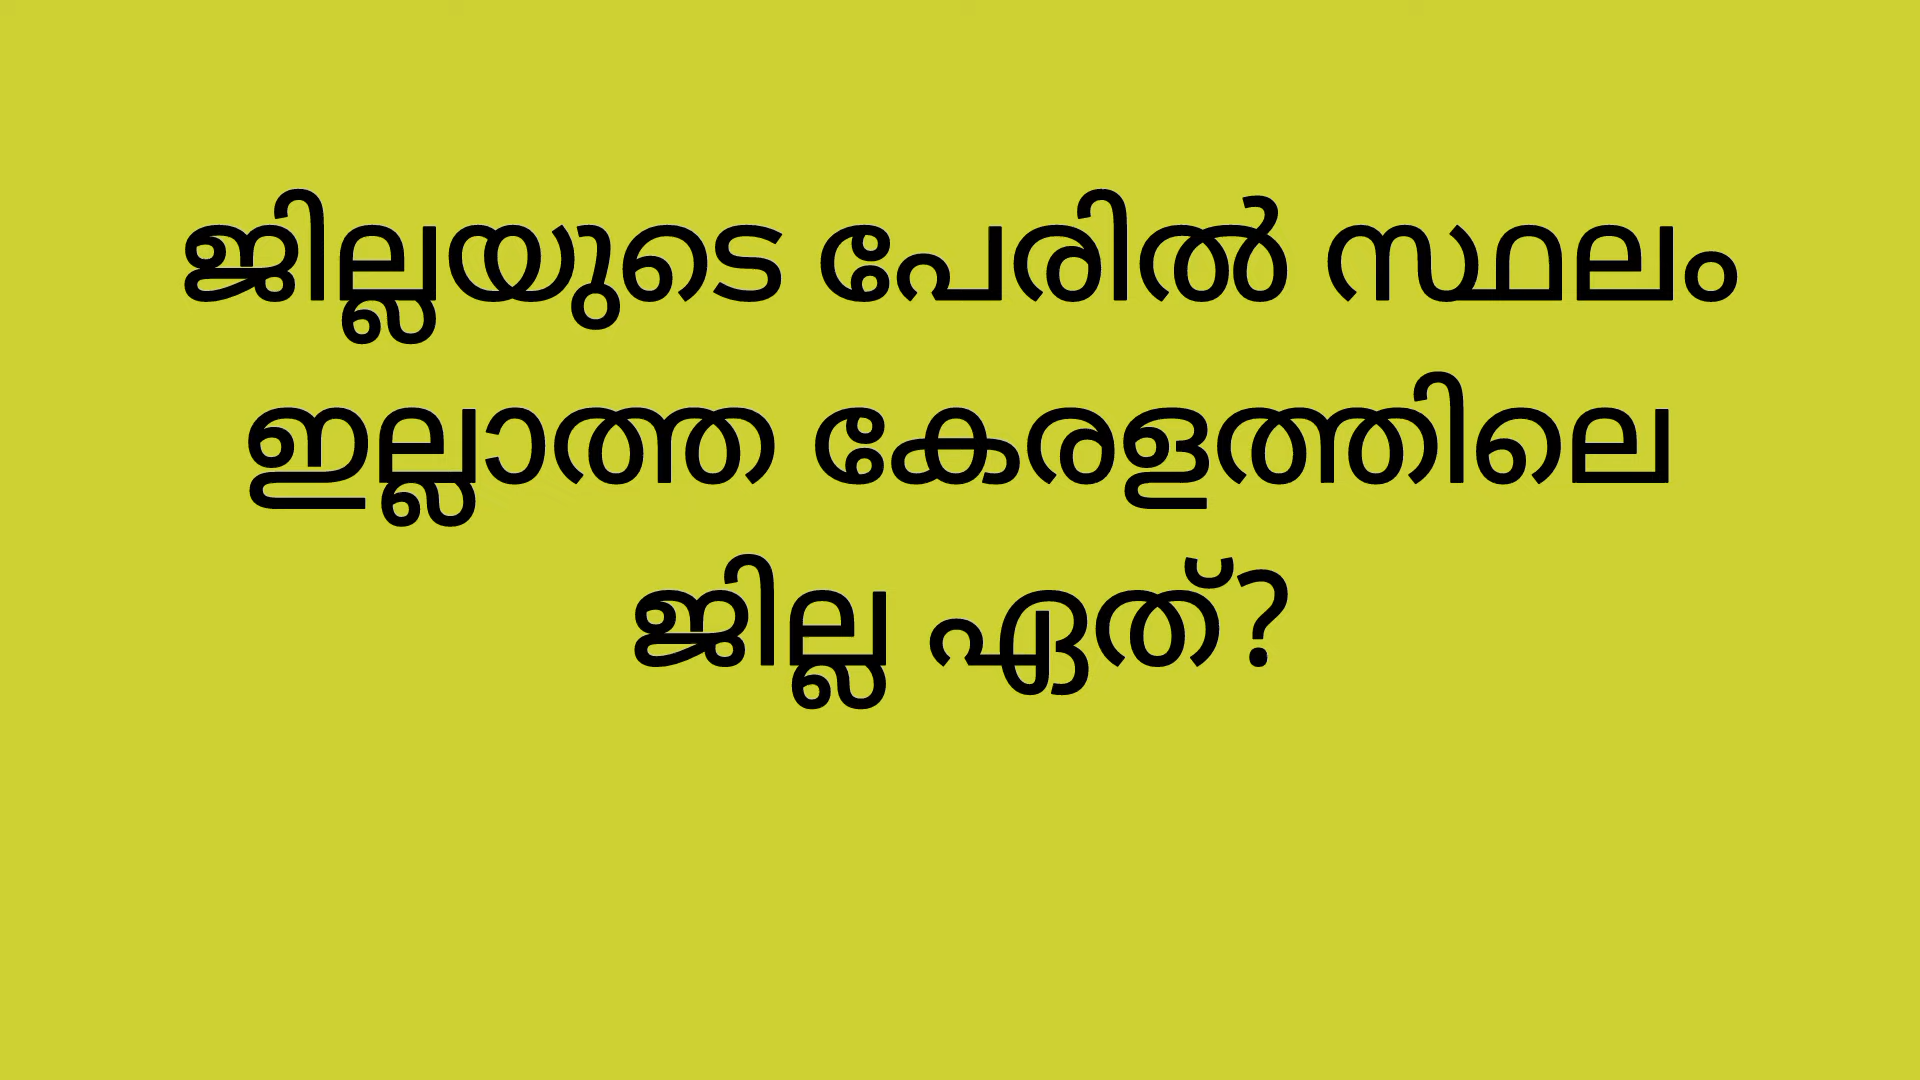 ജില്ലയുടെ പേരിൽ സ്ഥലം
ഇല്ലാത്ത കേരളത്തിലെ
ജില്ല ഏത്?